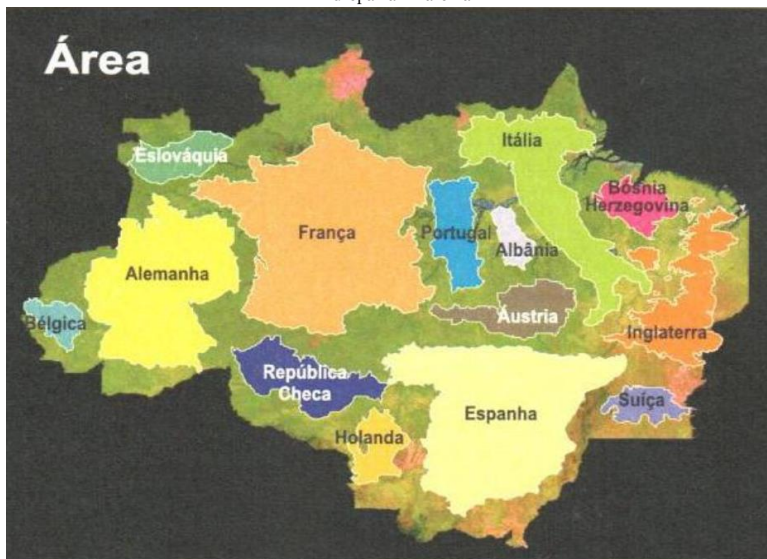 Área
Itália
Eslováquia
Bósnia
Herzegovina
França
Portugal
Albânia
Alemanha
Áustria
Bélgica
Inglaterra
República
Checa
Suíça
Espanha
Holanda